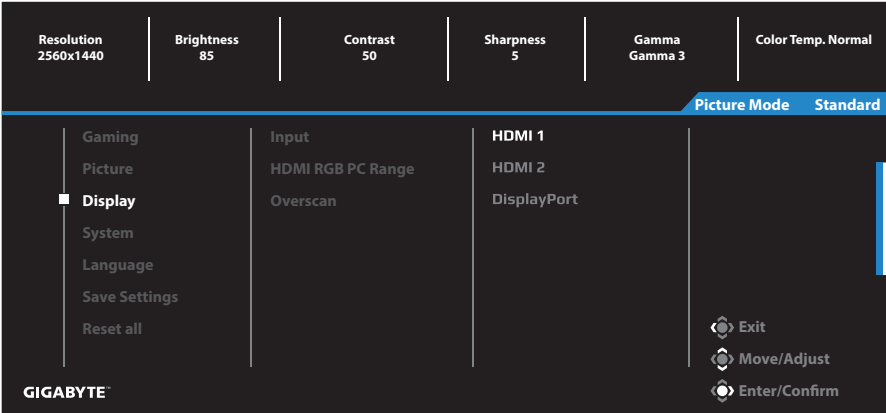 Resolution
2560x1440
Brightness
85
Contrast
50
Sharpness
5
Gamma
Gamma 3
Color Temp. Normal
Picture Mode Standard
Gaming
Picture
Display
System
Language
Save Settings
Reset all
Input
HDMI RGB PC Range
Overscan
HDMI 1
HDMI 2
DisplayPort
Exit
Move/Adjust
Enter/Confirm
GIGABYTE™